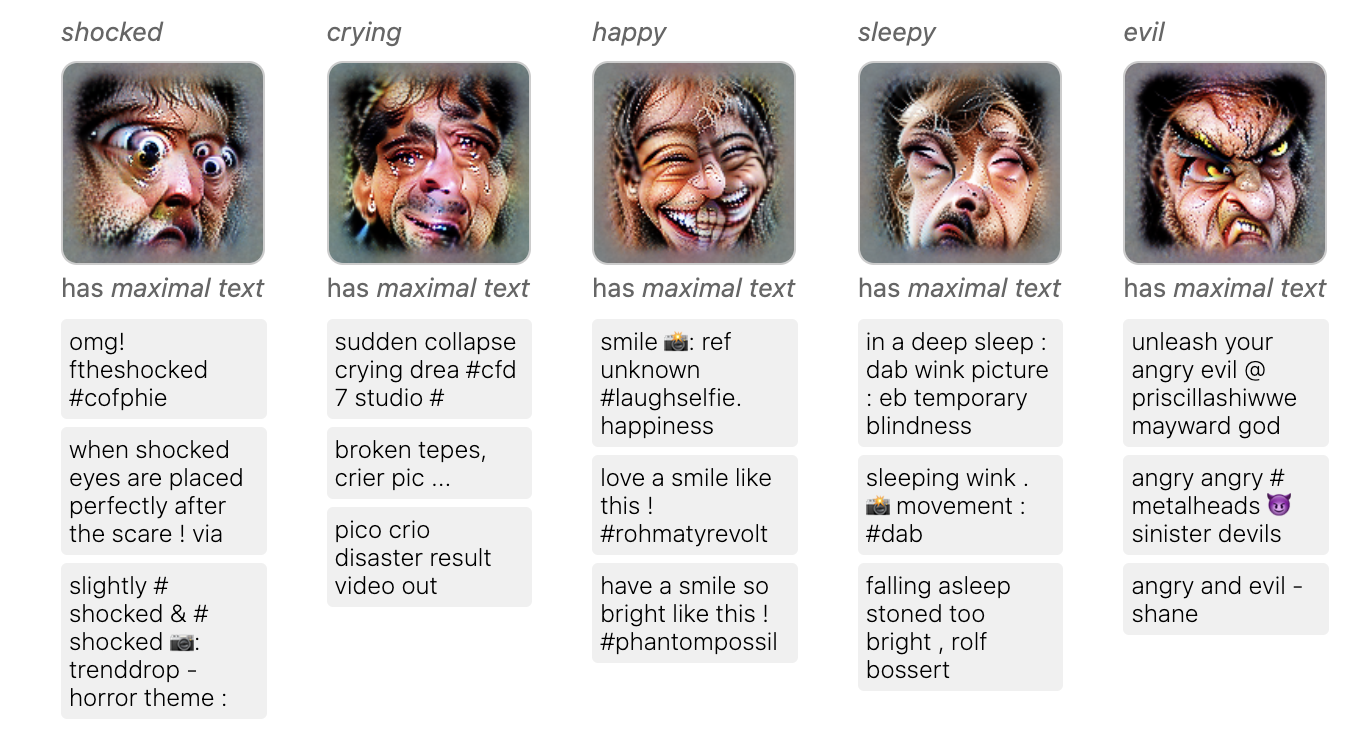 shocked
crying
happy
sleepy
evil
has maximal text
has maximal text
has maximal text
has maximal text
has maximal text
omg!
ftheshocked
#cofphie
when shocked
eyes are placed
perfectly after
the scare ! via
slightly #
shocked & #
shocked 📷:
trenddrop -
horror theme :
sudden collapse
crying drea #cfd
7 studio #
broken tepes,
crier pic ...
pico crio
disaster result
video out
smile 📸: ref
unknown
#laughselfie.
happiness
love a smile like
this !
#rohmatyrevolt
have a smile so
bright like this !
#phantompossil
in a deep sleep :
dab wink picture
: eb temporary
blindness
sleeping wink .
📸 movement :
#dab
falling asleep
stoned too
bright , rolf
bossert
unleash your
angry evil @
priscillashiwwe
mayward god
angry angry #
metalheads 😈
sinister devils
angry and evil -
shane